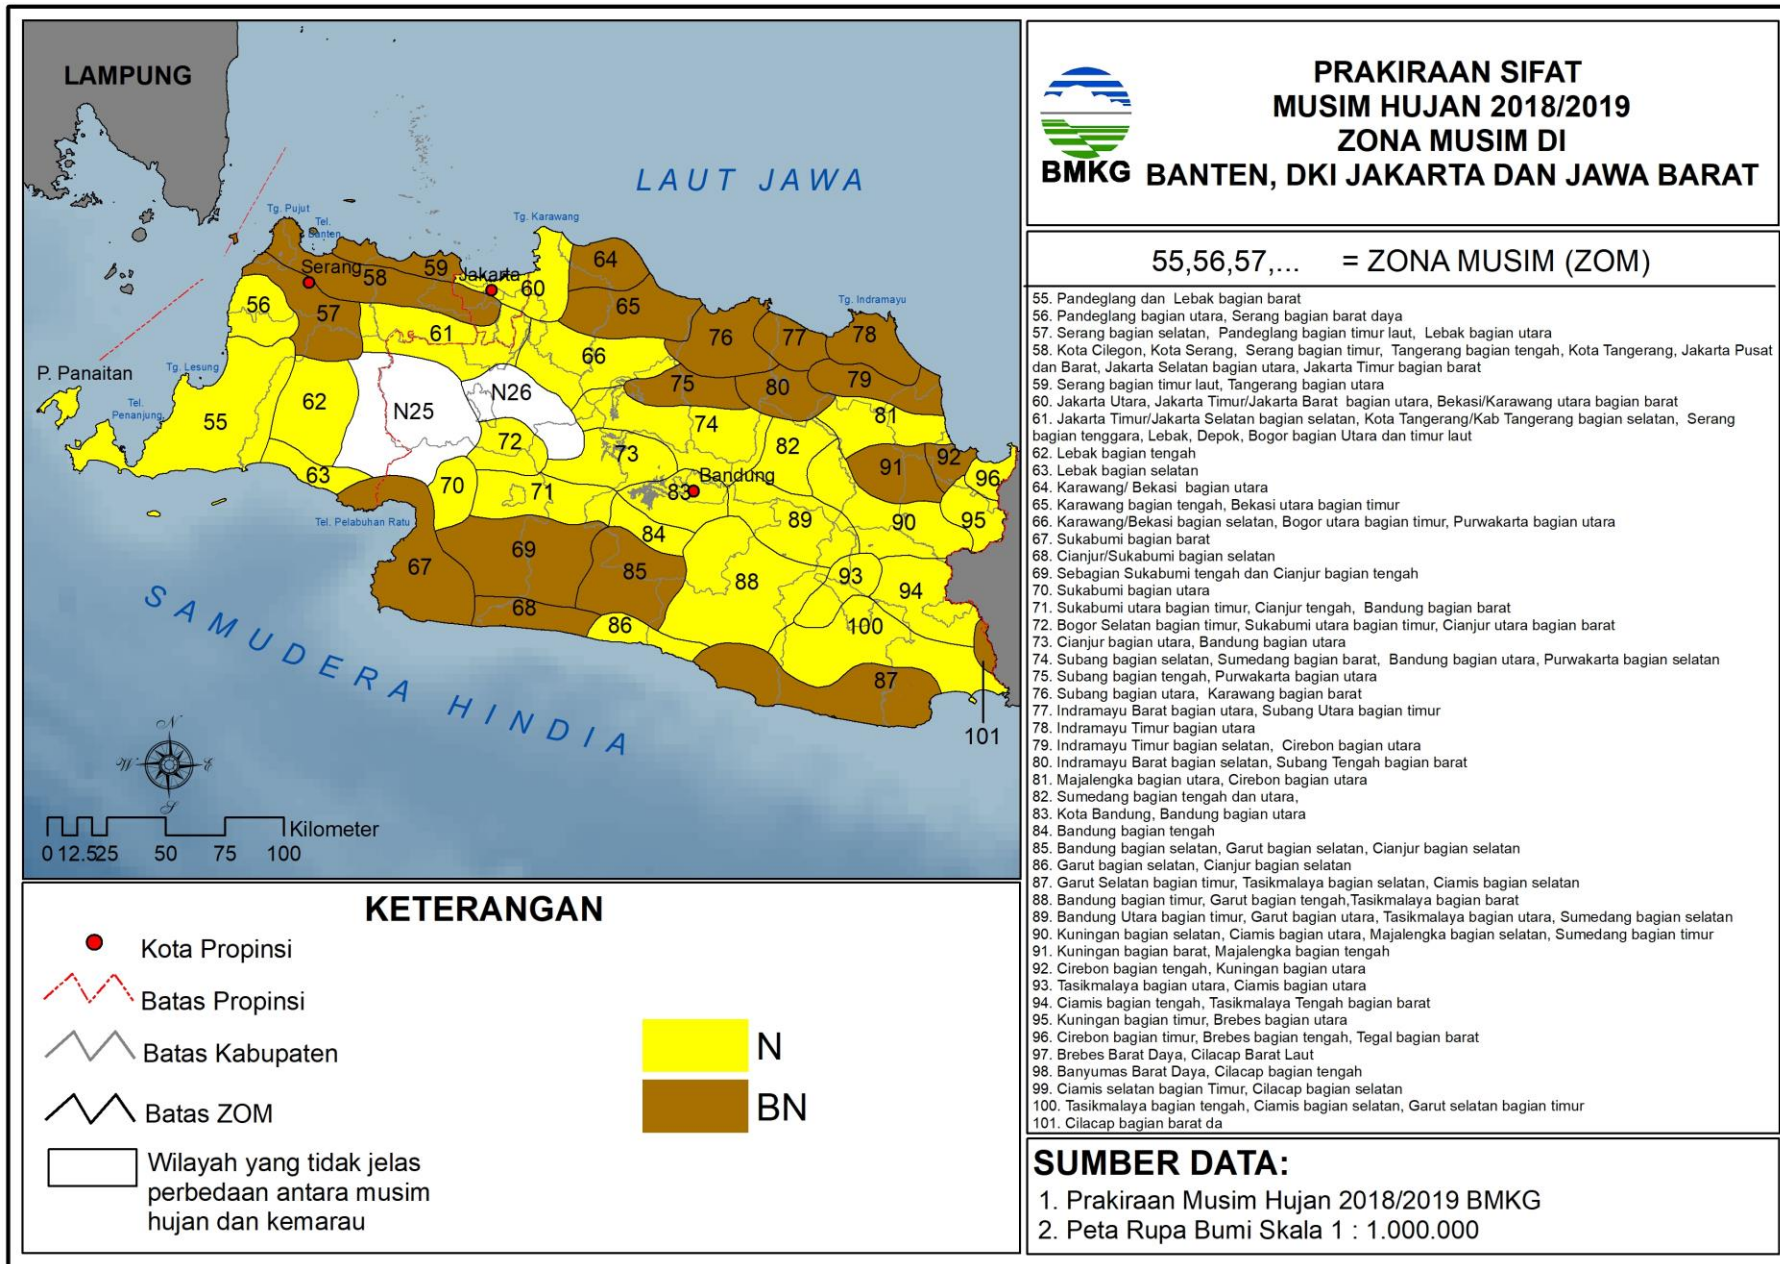 LAMPUNG
LAUT JAWA
Tg. Pujut
Tel.
Banten
Tg. Karawang
Serang
58
59
Jakarta
60
64
65
Tg. Indramayu
56
57
61
66
76
77
78
P. Panaitan
Tg. Lesung
Tel.
Penanjung
55
62
N25
N26
75
80
79
81
72
73
74
82
91
92
96
63
70
71
Bandung
83
Tel. Pelabuhan Ratu
84
89
90
95
67
69
85
88
93
94
68
86
100
87
101
SAMUDERA HINDIA
N
W
E
S
Kilometer
0 12.525 50 75 100
BMKG
PRAKIRAAN SIFAT
MUSIM HUJAN 2018/2019
ZONA MUSIM DI
BANTEN, DKI JAKARTA DAN JAWA BARAT
55,56,57,... = ZONA MUSIM (ZOM)
55. Pandeglang dan Lebak bagian barat
56. Pandeglang bagian utara, Serang bagian barat daya
57. Serang bagian selatan, Pandeglang bagian timur laut, Lebak bagian utara
58. Kota Cilegon, Kota Serang, Serang bagian timur, Tangerang bagian tengah, Kota Tangerang, Jakarta Pusat
dan Barat, Jakarta Selatan bagian utara, Jakarta Timur bagian barat
59. Serang bagian timur laut, Tangerang bagian utara
60. Jakarta Utara, Jakarta Timur/Jakarta Barat bagian utara, Bekasi/Karawang utara bagian barat
61. Jakarta Timur/Jakarta Selatan bagian selatan, Kota Tangerang/Kab Tangerang bagian selatan, Serang
bagian tenggara, Lebak, Depok, Bogor bagian Utara dan timur laut
62. Lebak bagian tengah
63. Lebak bagian selatan
64. Karawang/ Bekasi bagian utara
65. Karawang bagian tengah, Bekasi utara bagian timur
66. Karawang/Bekasi bagian selatan, Bogor utara bagian timur, Purwakarta bagian utara
67. Sukabumi bagian barat
68. Cianjur/Sukabumi bagian selatan
69. Sebagian Sukabumi tengah dan Cianjur bagian tengah
70. Sukabumi bagian utara
71. Sukabumi utara bagian timur, Cianjur tengah, Bandung bagian barat
72. Bogor Selatan bagian timur, Sukabumi utara bagian timur, Cianjur utara bagian barat
73. Cianjur bagian utara, Bandung bagian utara
74. Subang bagian selatan, Sumedang bagian barat, Bandung bagian utara, Purwakarta bagian selatan
75. Subang bagian tengah, Purwakarta bagian utara
76. Subang bagian utara, Karawang bagian barat
77. Indramayu Barat bagian utara, Subang Utara bagian timur
78. Indramayu Timur bagian utara
79. Indramayu Timur bagian selatan, Cirebon bagian utara
80. Indramayu Barat bagian selatan, Subang Tengah bagian barat
81. Majalengka bagian utara, Cirebon bagian utara
82. Sumedang bagian tengah dan utara,
83. Kota Bandung, Bandung bagian utara
84. Bandung bagian tengah
85. Bandung bagian selatan, Garut bagian selatan, Cianjur bagian selatan
86. Garut bagian selatan, Cianjur bagian selatan
87. Garut Selatan bagian timur, Tasikmalaya bagian selatan, Ciamis bagian selatan
88. Bandung bagian timur, Garut bagian tengah,Tasikmalaya bagian barat
89. Bandung Utara bagian timur, Garut bagian utara, Tasikmalaya bagian utara, Sumedang bagian selatan
90. Kuningan bagian selatan, Ciamis bagian utara, Majalengka bagian selatan, Sumedang bagian timur
91. Kuningan bagian barat, Majalengka bagian tengah
92. Cirebon bagian tengah, Kuningan bagian utara
93. Tasikmalaya bagian utara, Ciamis bagian utara
94. Ciamis bagian tengah, Tasikmalaya Tengah bagian barat
95. Kuningan bagian timur, Brebes bagian utara
96. Cirebon bagian timur, Brebes bagian tengah, Tegal bagian barat
97. Brebes Barat Daya, Cilacap Barat Laut
98. Banyumas Barat Daya, Cilacap bagian tengah
99. Ciamis selatan bagian Timur, Cilacap bagian selatan
100. Tasikmalaya bagian tengah, Ciamis bagian selatan, Garut selatan bagian timur
101. Cilacap bagian barat da
KETERANGAN
Kota Propinsi
Batas Propinsi
Batas Kabupaten
Batas ZOM
Wilayah yang tidak jelas
perbedaan antara musim
hujan dan kemarau
N
BN
SUMBER DATA:
1. Prakiraan Musim Hujan 2018/2019 BMKG
2. Peta Rupa Bumi Skala 1 : 1.000.000